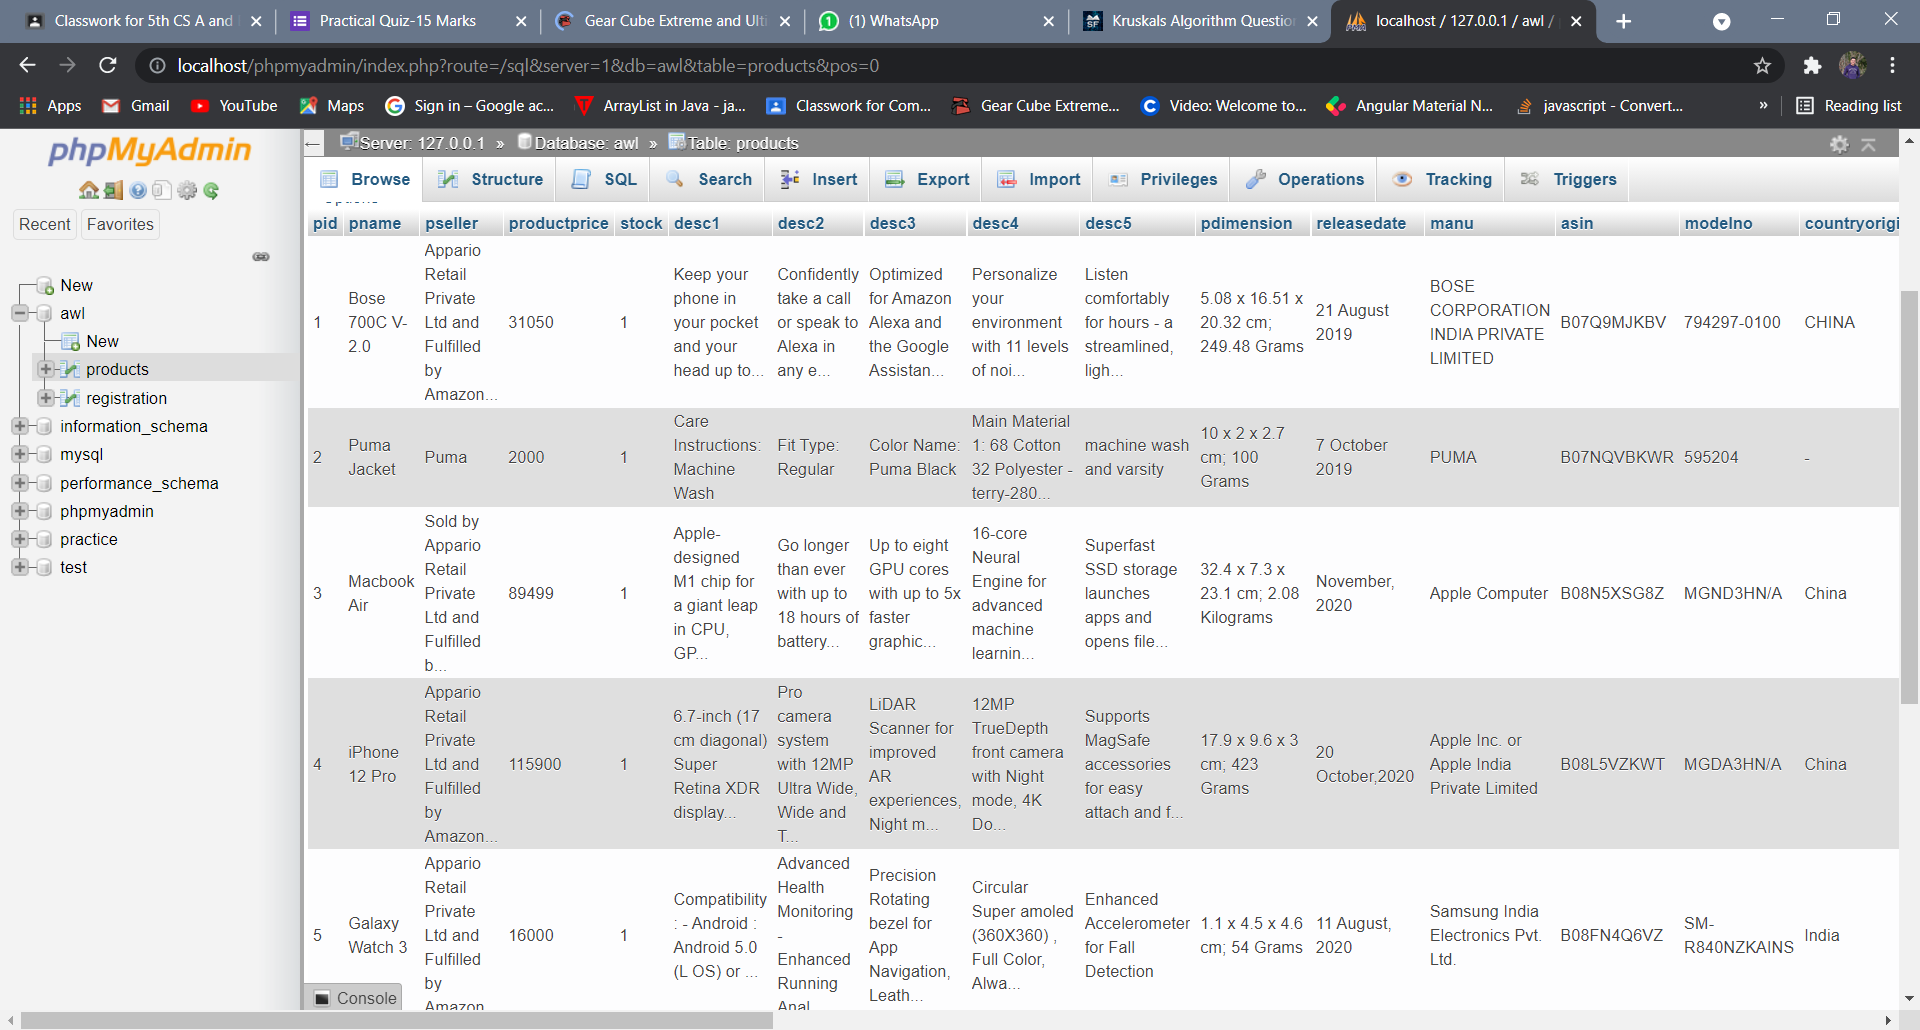 Classwork for 5th CS A and
Practical Quiz-15 Marks
Gear Cube Extreme and Ulti
(1) WhatsApp
Kruskals Algorithm Question
localhost / 127.0.0.1 / awl /
localhost/phpmyadmin/index.php?route=/sql&server=1&db=awl&table=products&pos=0
Apps
Gmail
YouTube
Maps
Sign in – Google ac...
ArrayList in Java - ja...
Classwork for Com...
Gear Cube Extreme...
Video: Welcome to...
Angular Material N...
javascript - Convert...
»
Reading list
phpMyAdmin
Recent
Favorites
New
awl
New
products
registration
information_schema
mysql
performance_schema
phpmyadmin
practice
test
Server: 127.0.0.1 » Database: awl » Table: products
Browse
Structure
SQL
Search
Insert
Export
Import
Privileges
Operations
Tracking
Triggers
pid pname pseller productprice stock desc1 desc2 desc3 desc4 desc5 pdimension releasedate manu asin modelno countryorigi
1
Bose
700C V-
2.0
Appario
Retail
Private
Ltd and
Fulfilled
by
Amazon...
31050
1
Keep your
phone in
your pocket
and your
head up to...
Confidently
take a call
or speak to
Alexa in
any e...
Optimized
for Amazon
Alexa and
the Google
Assistan...
Personalize
your
environment
with 11 levels
of noi...
Listen
comfortably
for hours - a
streamlined,
ligh...
5.08 x 16.51 x
20.32 cm;
249.48 Grams
21 August
2019
BOSE
CORPORATION
INDIA PRIVATE
LIMITED
B07Q9MJKBV
794297-0100
CHINA
2
Puma
Jacket
Puma
2000
1
Care
Instructions:
Machine
Wash
Fit Type:
Regular
Color Name:
Puma Black
Main Material
1: 68 Cotton
32 Polyester -
terry-280...
machine wash
and varsity
10 x 2 x 2.7
cm; 100
Grams
7 October
2019
PUMA
B07NQVBKWR
595204
-
3
Macbook
Air
Sold by
Appario
Retail
Private
Ltd and
Fulfilled
b...
89499
1
Apple-
designed
M1 chip for
a giant leap
in CPU,
GP...
Go longer
than ever
with up to
18 hours of
battery...
Up to eight
GPU cores
with up to 5x
faster
graphic...
16-core
Neural
Engine for
advanced
machine
learnin...
Superfast
SSD storage
launches
apps and
opens file...
32.4 x 7.3 x
23.1 cm; 2.08
Kilograms
November,
2020
Apple Computer
B08N5XSG8Z
MGND3HN/A
China
4
iPhone
12 Pro
Appario
Retail
Private
Ltd and
Fulfilled
by
Amazon...
115900
1
6.7-inch (17
cm diagonal)
Super
Retina XDR
display...
Pro
camera
system
with 12MP
Ultra Wide,
Wide and
T...
LiDAR
Scanner for
improved
AR
experiences,
Night m...
12MP
TrueDepth
front camera
with Night
mode, 4K
Do...
Supports
MagSafe
accessories
for easy
attach and f...
17.9 x 9.6 x 3
cm; 423
Grams
20
October,2020
Apple Inc. or
Apple India
Private Limited
B08L5VZKWT
MGDA3HN/A
China
5
Galaxy
Watch 3
Appario
Retail
Private
Ltd and
Fulfilled
by
Amazon
16000
1
Compatibility
: - Android :
Android 5.0
(L OS) or ...
Advanced
Health
Monitoring
-
Enhanced
Running
Anal
Precision
Rotating
bezel for
App
Navigation,
Leath...
Circular
Super amoled
(360X360) ,
Full Color,
Alwa...
Enhanced
Accelerometer
for Fall
Detection
1.1 x 4.5 x 4.6
cm; 54 Grams
11 August,
2020
Samsung India
Electronics Pvt.
Ltd.
B08FN4Q6VZ
SM-
R840NZKAINS
India
Console